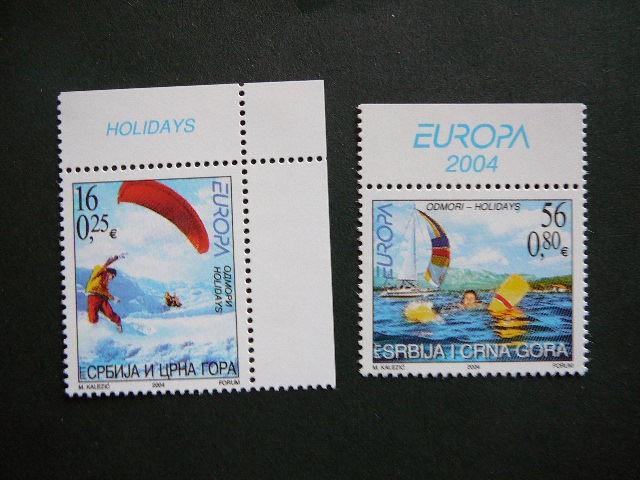 HOLIDAYS
16
0,25€
EUROPA
ОДМОРИ
HOLIDAYS
СРБИЈА И ЦРНА ГОРА
M. KALEZIĆ 2004 FORUM
EUROPA
2004
ODMORI – HOLIDAYS
56
0,80€
EUROPA
SRBIJA I CRNA GORA
M. KALEZIĆ 2004 FORUM